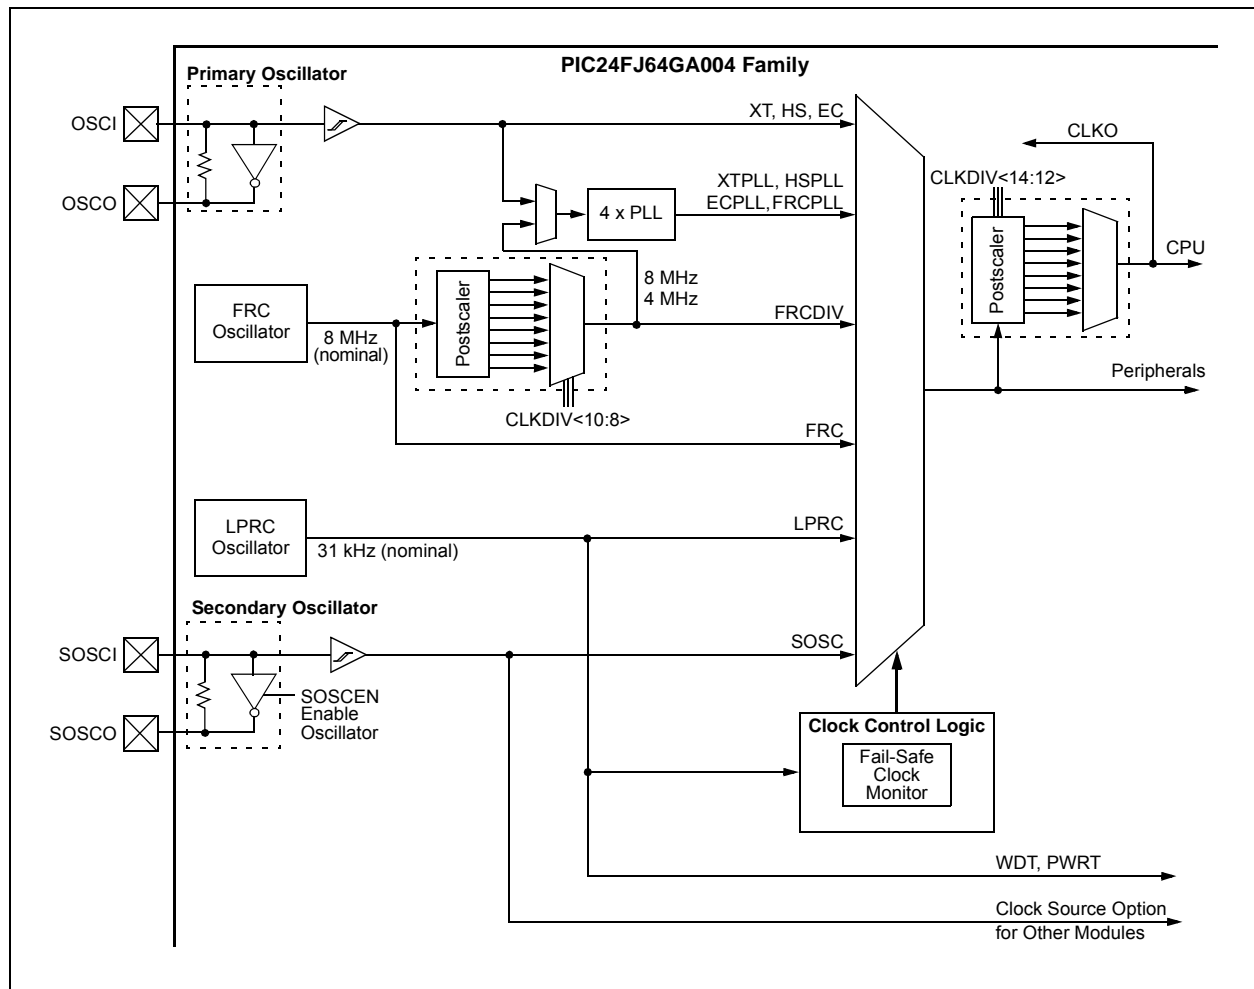 PIC24FJ64GA004 Family
Primary Oscillator
OSCI
OSCO
XT, HS, EC
XTPLL, HSPLL
ECPLL,FRCPLL
4 x PLL
CLKO
CLKDIV<14:12>
Postscaler
CPU
8 MHz
4 MHz
FRC
Oscillator
8 MHz
(nominal)
Postscaler
FRCDIV
CLKDIV<10:8>
Peripherals
FRC
LPRC
Oscillator
31 kHz (nominal)
LPRC
Secondary Oscillator
SOSCI
SOSCO
SOSCEN
Enable
Oscillator
SOSC
Clock Control Logic
Fail-Safe
Clock
Monitor
WDT, PWRT
Clock Source Option
for Other Modules